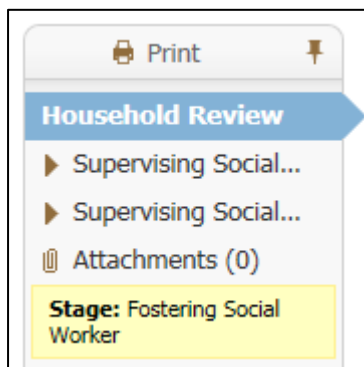 Print
Household Review
Supervising Social...
Supervising Social...
Attachments (0)
Stage: Fostering Social
Worker